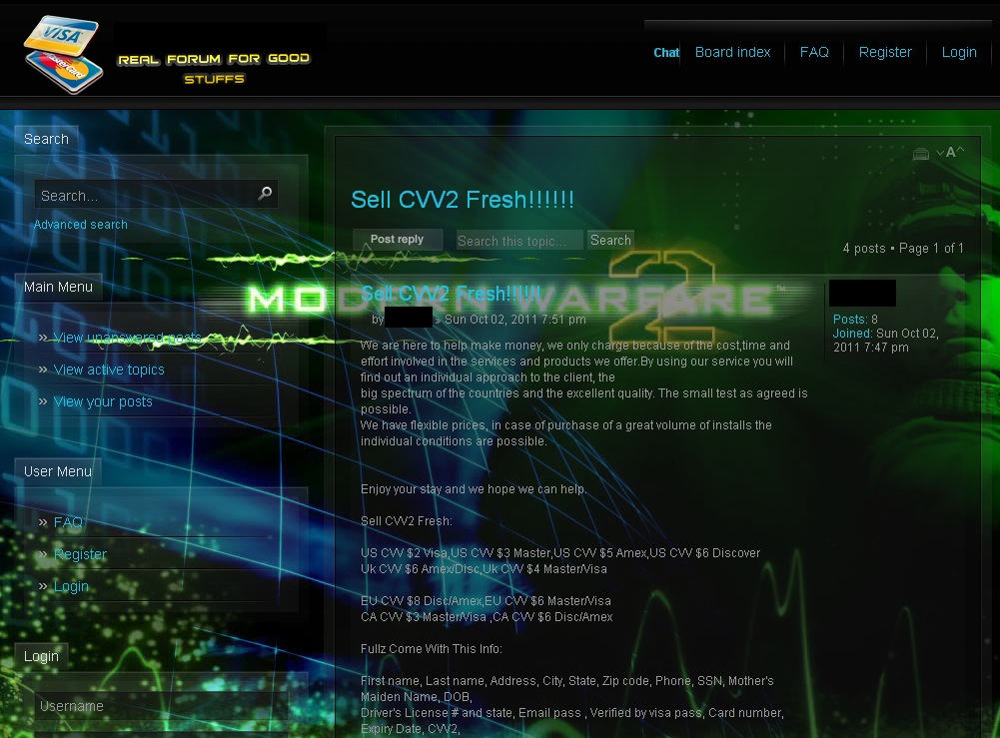 VISA
MasterCard
REAL FORUM FOR GOOD
STUFFS
Chat
Board index
FAQ
Register
Login
Search
Search...
Advanced search
Main Menu
» View unanswered posts
» View active topics
» View your posts
User Menu
» FAQ
» Register
» Login
Login
Username
A
Sell CVV2 Fresh!!!!!!
Post reply
Search this topic...
Search
4 posts • Page 1 of 1
WARFARE™
2
Sell CVV2 Fresh!!!!!!
by » Sun Oct 02, 2011 7:51 pm
Posts: 8
Joined: Sun Oct 02,
2011 7:47 pm
We are here to help make money, we only charge because of the cost,time and
effort involved in the services and products we offer.By using our service you will
find out an individual approach to the client, the
big spectrum of the countries and the excellent quality. The small test as agreed is
possible.
We have flexible prices, in case of purchase of a great volume of installs the
individual conditions are possible.
Enjoy your stay and we hope we can help.
Sell CVV2 Fresh:
US CVV $2 Visa,US CVV $3 Master,US CVV $5 Amex,US CVV $6 Discover
Uk CVV $6 Amex/Disc,Uk CVV $4 Master/Visa
EU CVV $8 Disc/Amex,EU CVV $6 Master/Visa
CA CVV $3 Master/Visa ,CA CVV $6 Disc/Amex
Fullz Come With This Info:
First name, Last name, Address, City, State, Zip code, Phone, SSN, Mother's
Maiden Name, DOB,
Driver's License # and state, Email pass , Verified by visa pass, Card number,
Expiry Date, CVV2,